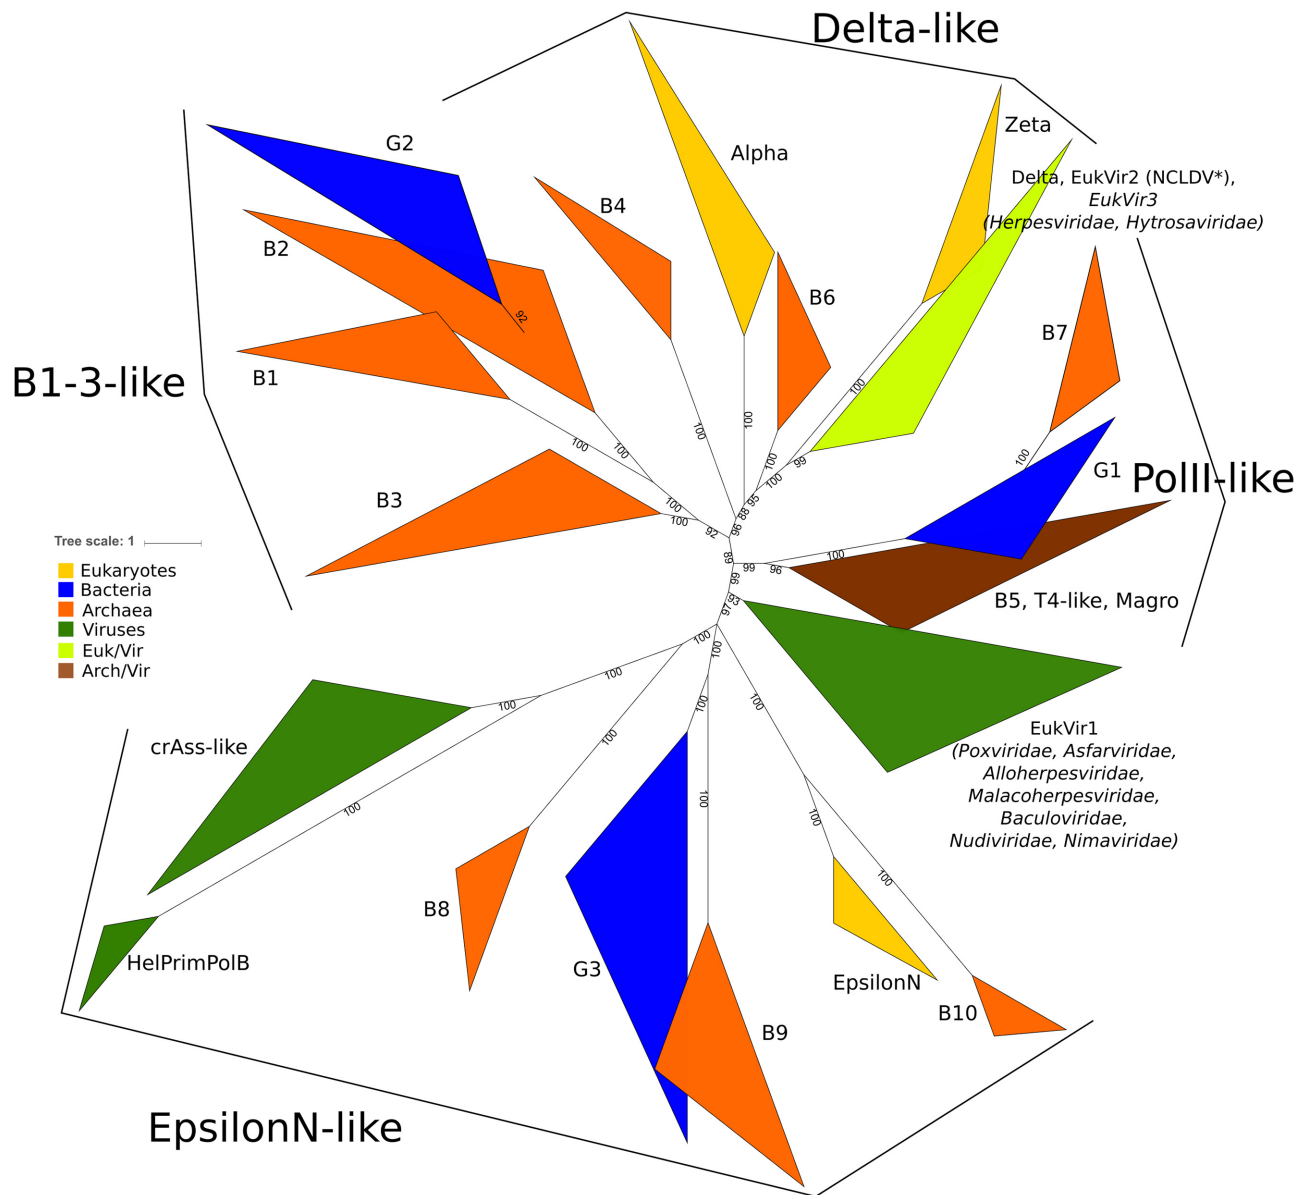 Delta-like
G2
Zeta
Alpha
Delta, EukVir2 (NCLDV*),
EukVir3
(Herpesviridae, Hytrosaviridae)
B4
B2
B6
92
B7
B1-3-like
B1
100
100
100
100
100
100
99
100
100
G1
PolII-like
B3
100
100
95
88
96
92
Tree scale: 1
89
99
96
100
99
Eukaryotes
Bacteria
Archaea
Viruses
Euk/Vir
Arch/Vir
93
97
B5, T4-like, Magro
100
100
100
100
100
100
crAss-like
100
EukVir1
(Poxviridae, Asfarviridae,
Alloherpesviridae,
Malacoherpesviridae,
Baculoviridae,
Nudiviridae, Nimaviridae)
100
100
100
100
B8
HelPrimPolB
G3
EpsilonN
B10
B9
EpsilonN-like